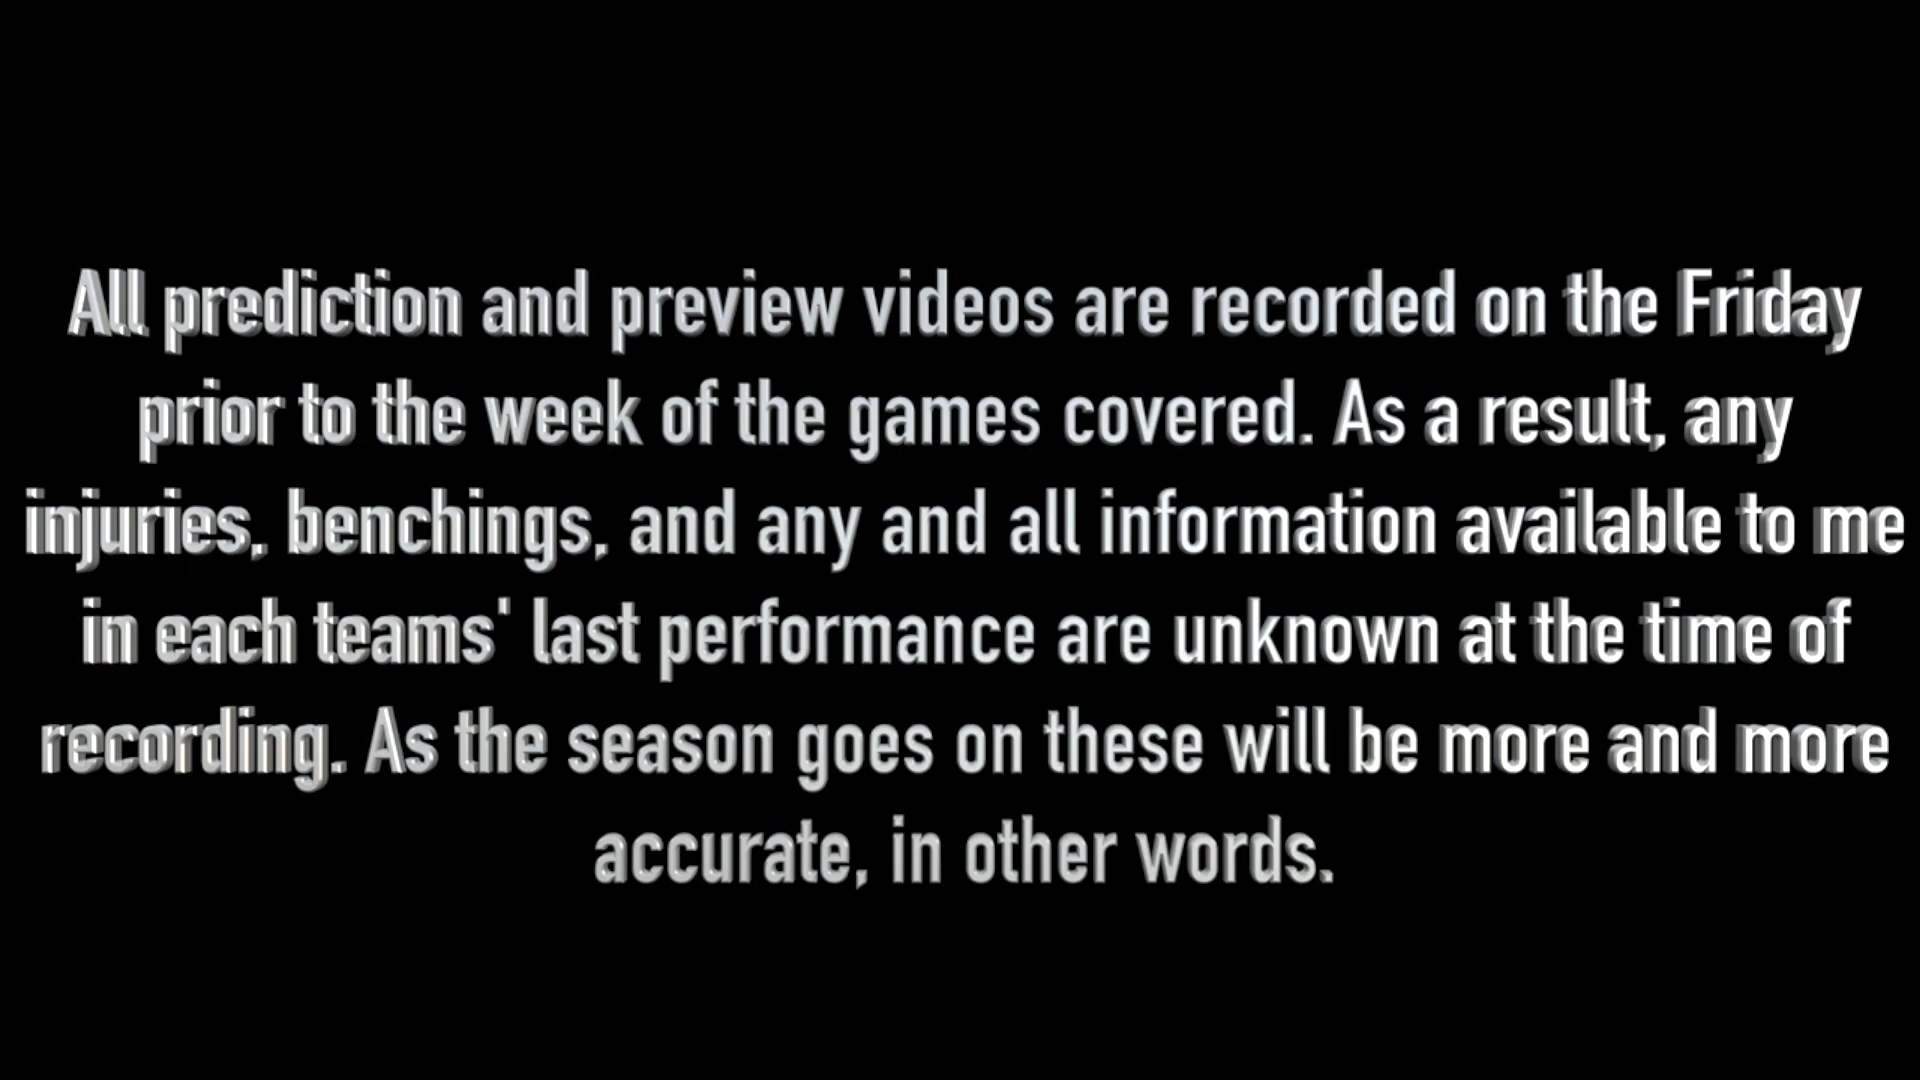 All prediction and preview videos are recorded on the Friday
prior to the week of the games covered. As a result, any
injuries, benchings, and any and all information available to me
in each teams' last performance are unknown at the time of
recording. As the season goes on these will be more and more
accurate, in other words.